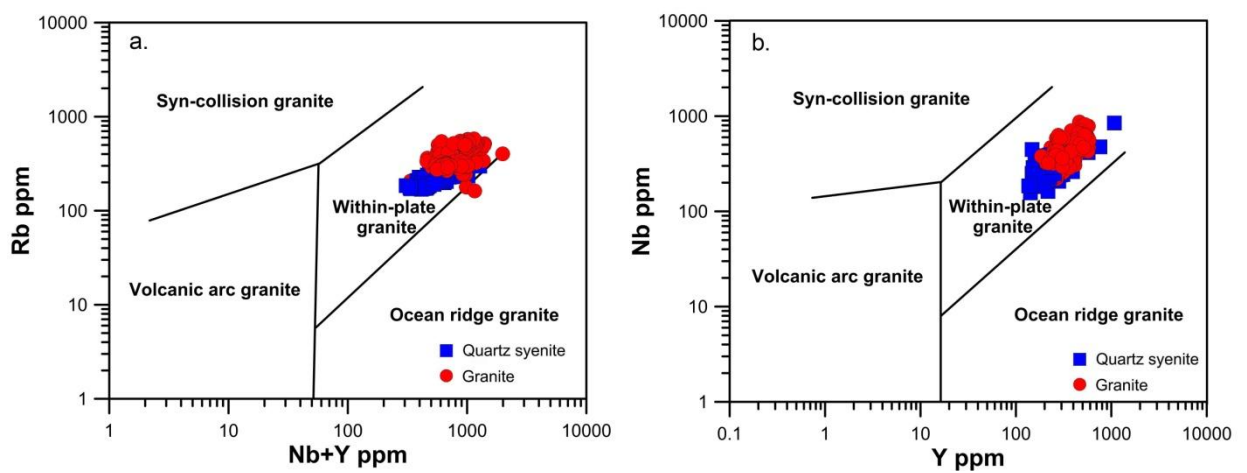 a.
10000
1000
100
10
1
Rb ppm
Syn-collision granite
Within-plate
granite
Volcanic arc granite
Ocean ridge granite
Quartz syenite
Granite
1
10
100
1000
10000
Nb+Y ppm
b.
10000
1000
100
10
1
Nb ppm
Syn-collision granite
Within-plate
granite
Volcanic arc granite
Ocean ridge granite
Quartz syenite
Granite
0.1
1
10
100
1000
10000
Y ppm